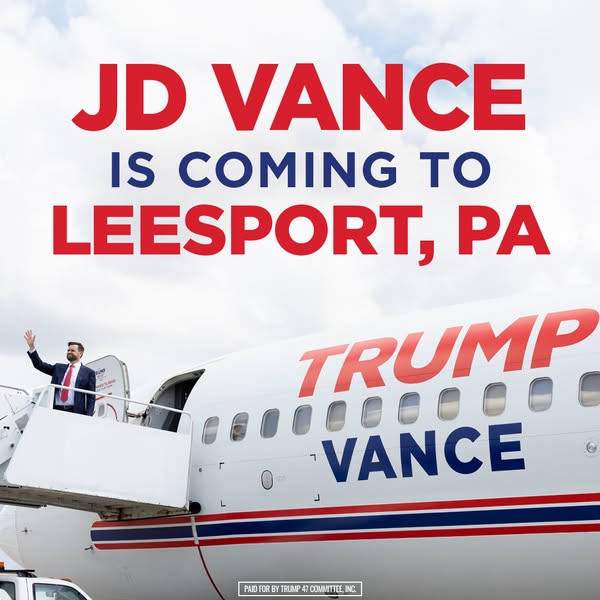 JD VANCE
IS COMING TO
LEESPORT, PA
TRUMP
VANCE
PAID FOR BY TRUMP 47 COMMITTEE, INC.